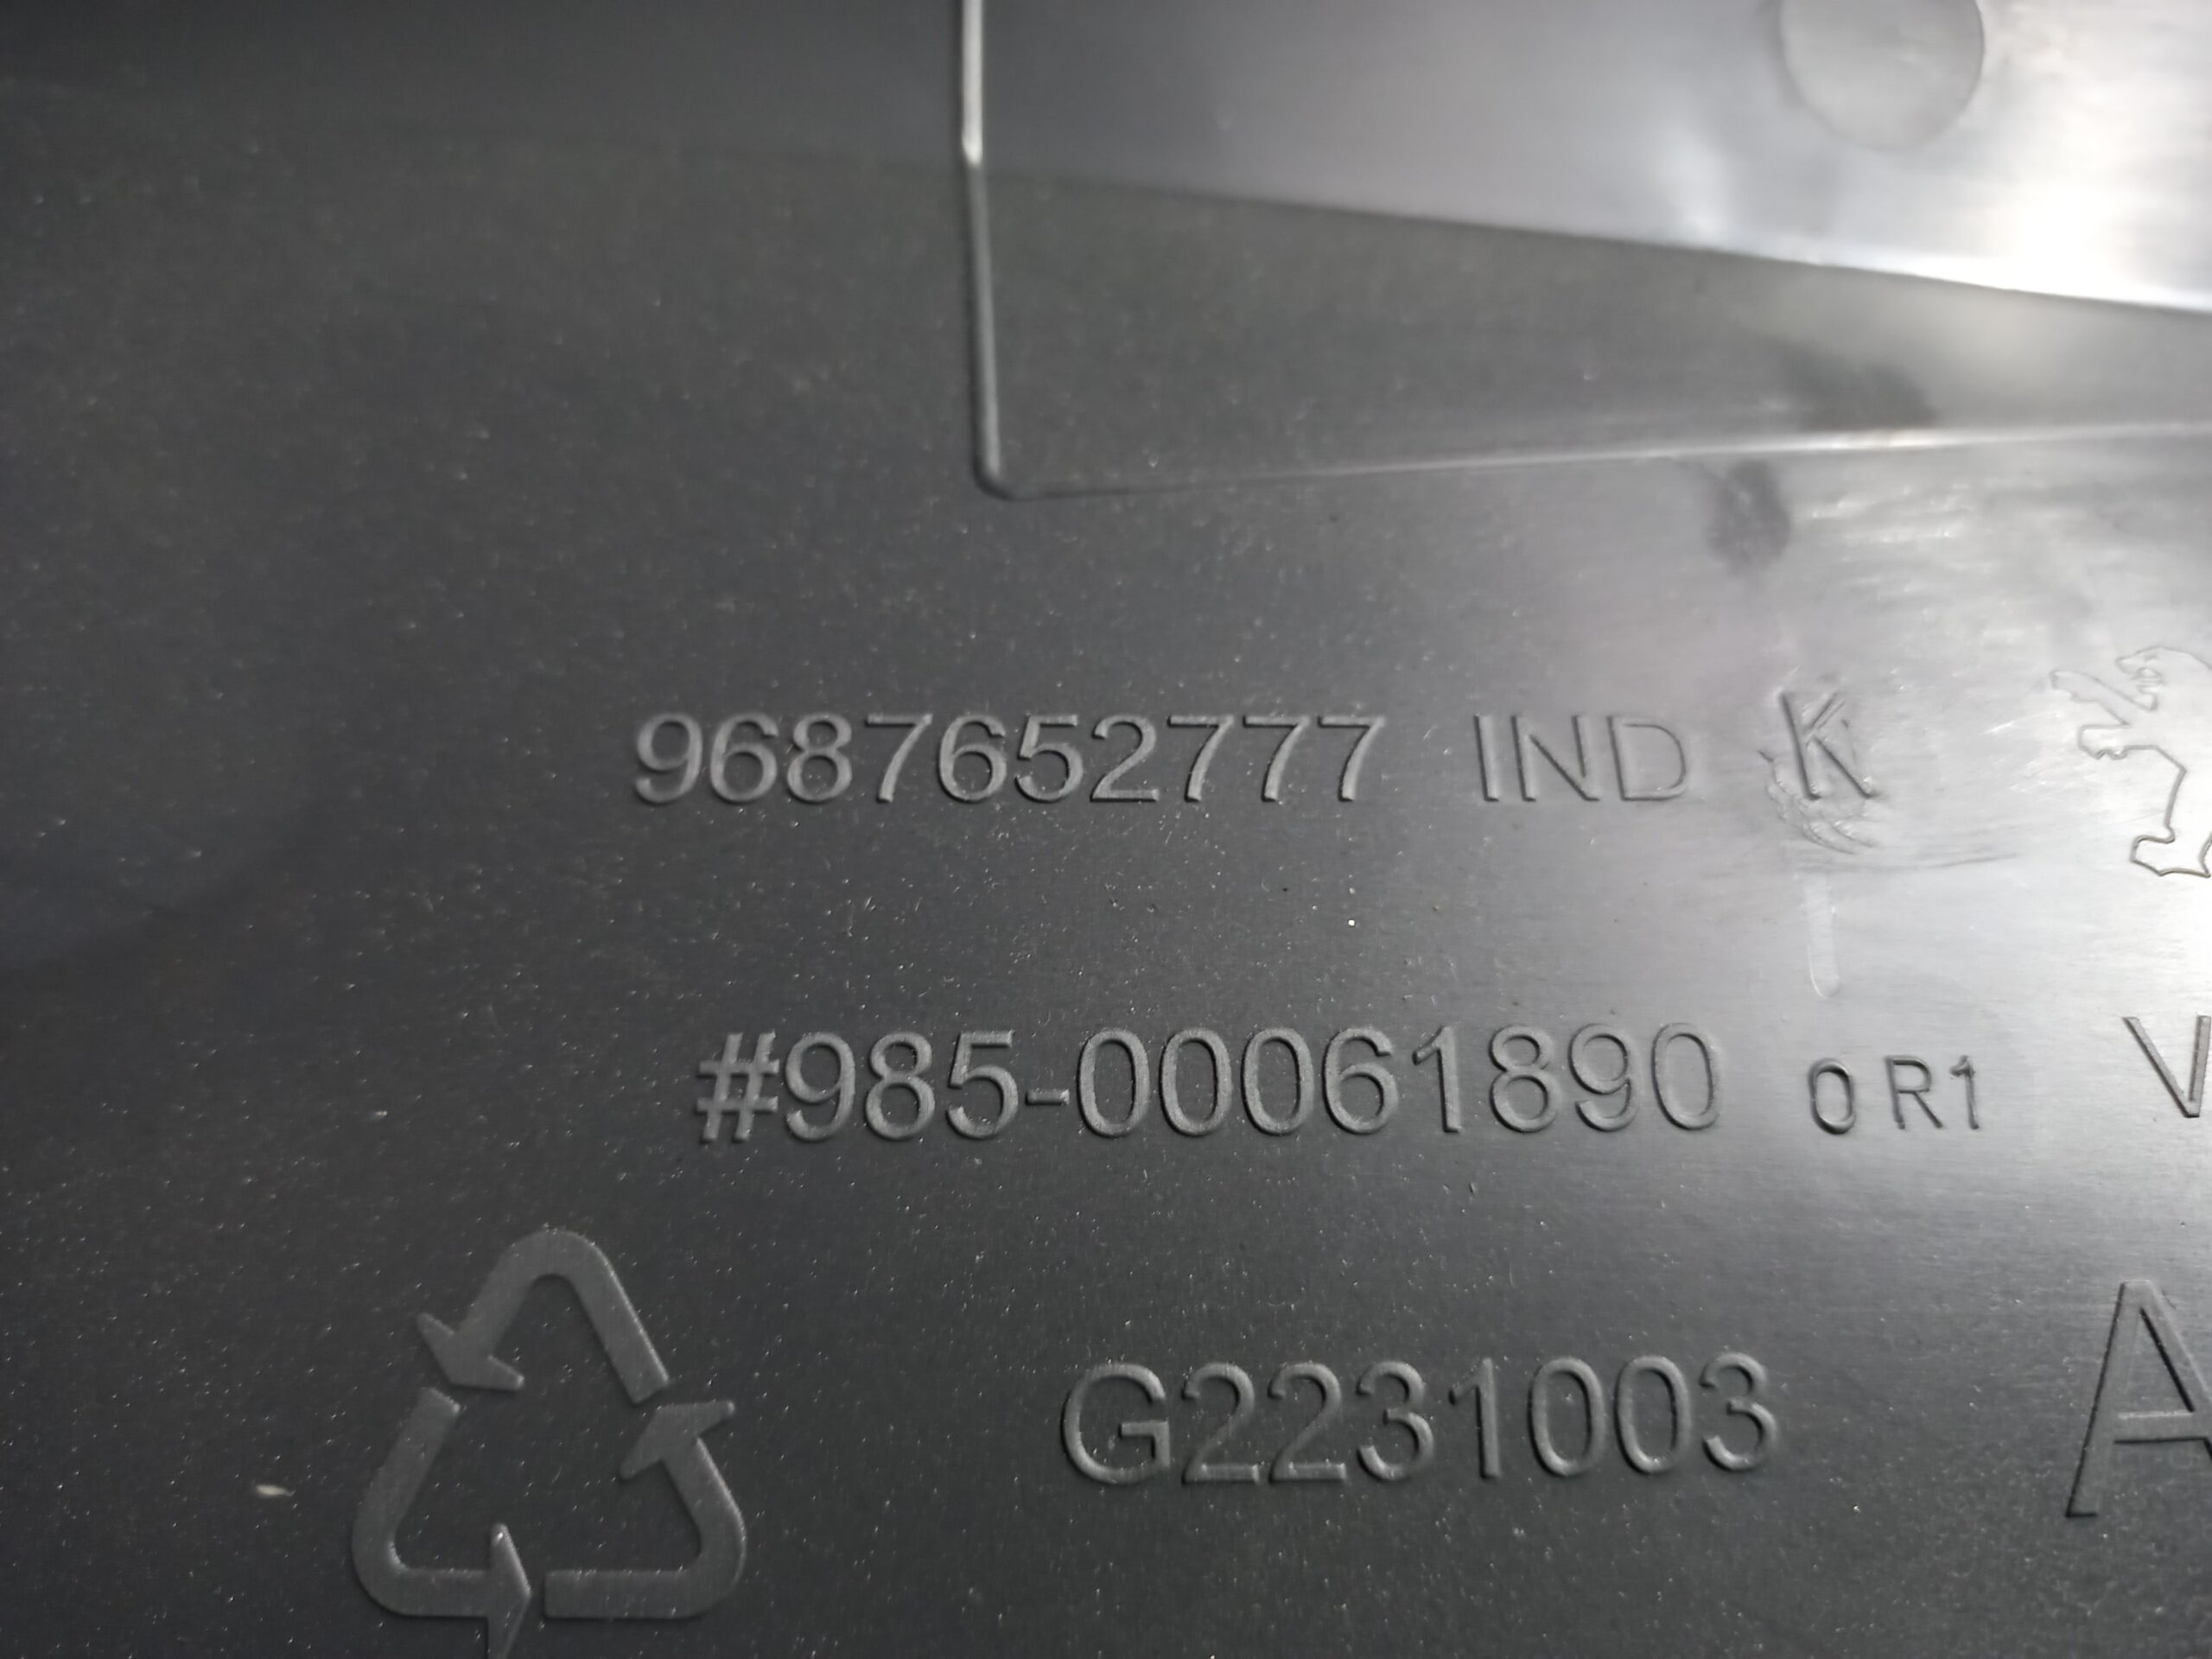 9687652777 IND K
#985-00061890 0R1 V
G2231003 A